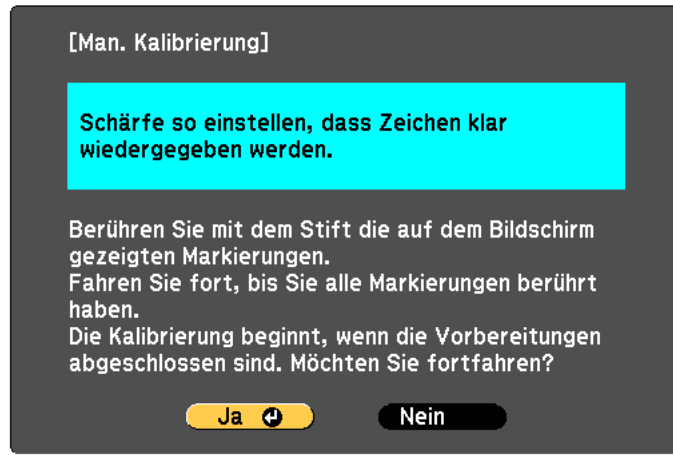 [Man. Kalibrierung]
Schärfe so einstellen, dass Zeichen klar
wiedergegeben werden.
Berühren Sie mit dem Stift die auf dem Bildschirm
gezeigten Markierungen.
Fahren Sie fort, bis Sie alle Markierungen berührt
haben.
Die Kalibrierung beginnt, wenn die Vorbereitungen
abgeschlossen sind. Möchten Sie fortfahren?
Ja Nein